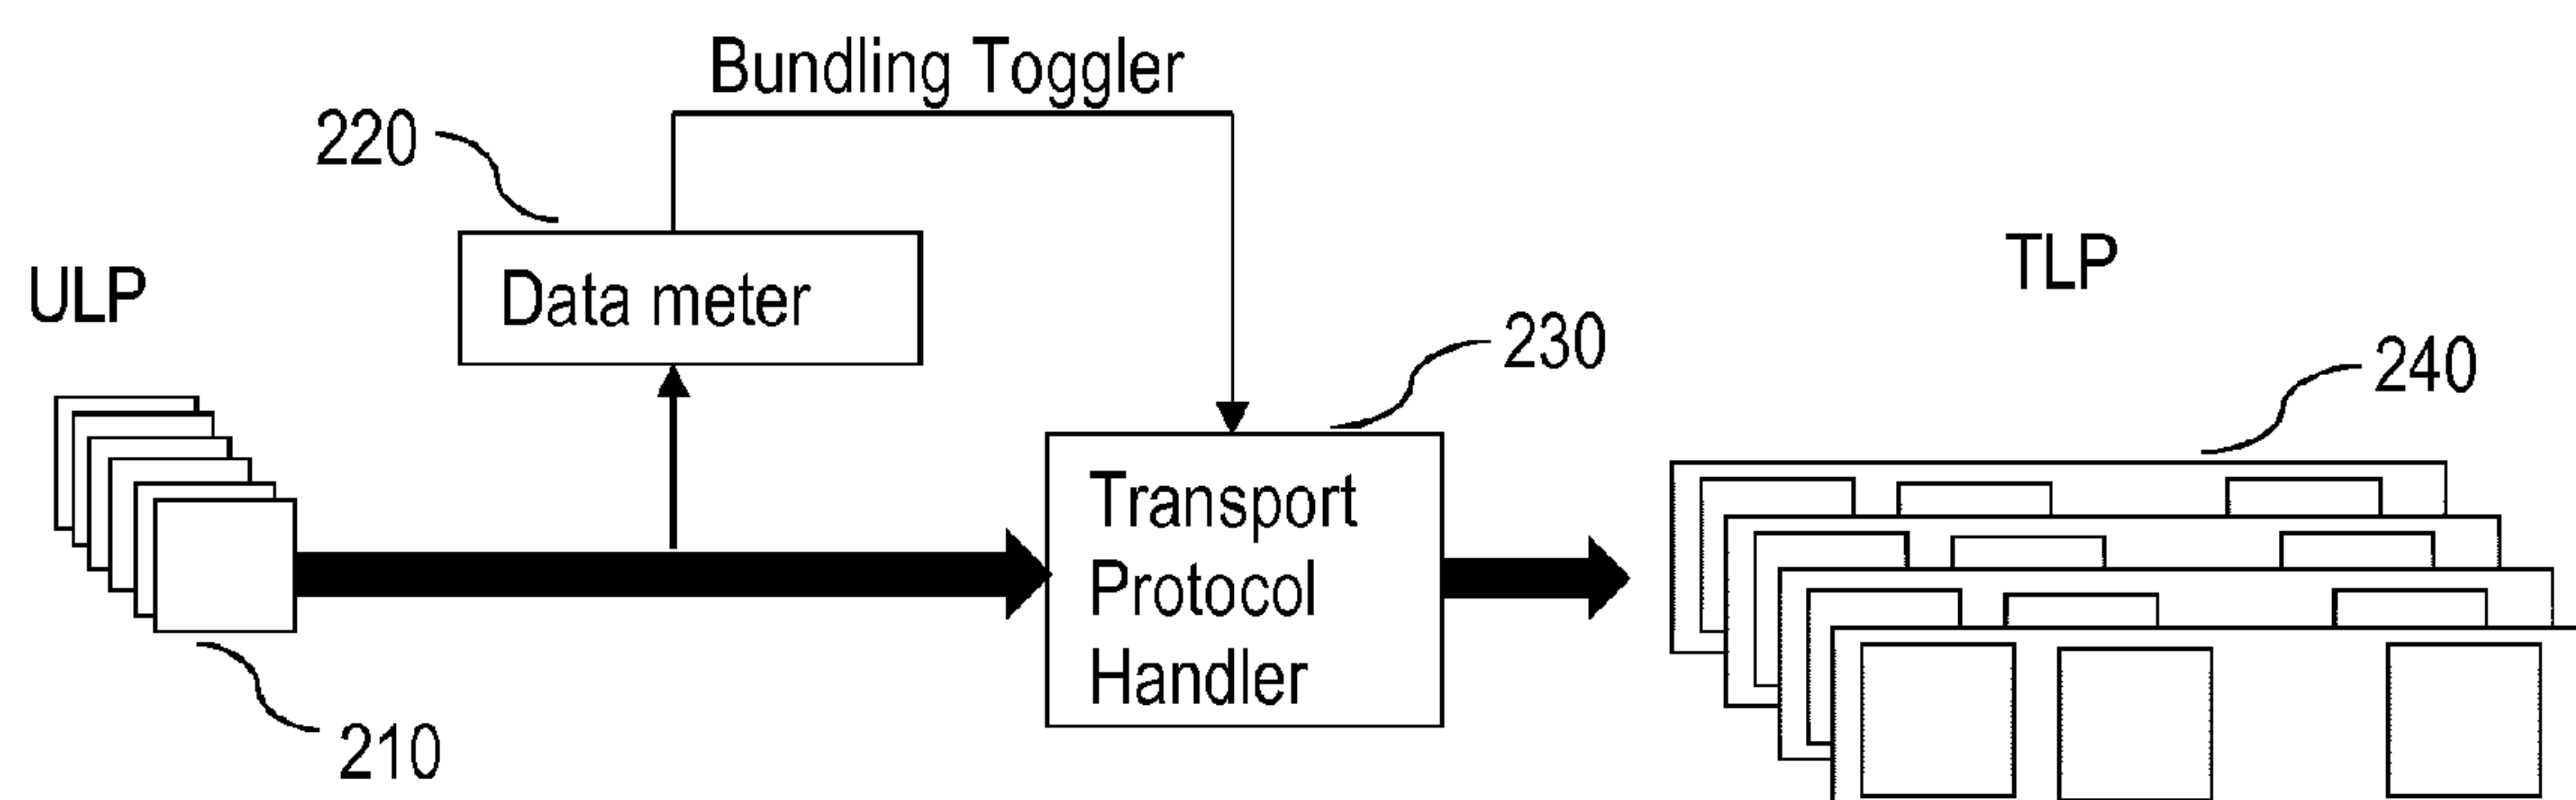 Bundling Toggler
220
ULP
Data meter
TLP
230
240
Transport
Protocol
Handler
210